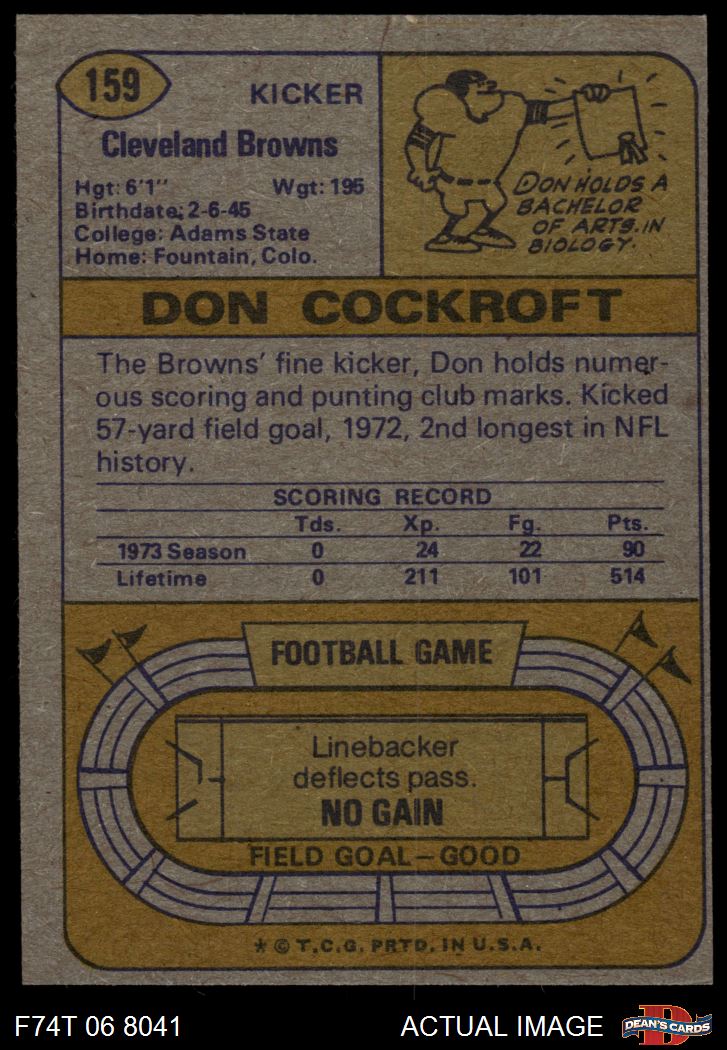 159
KICKER
Cleveland Browns
Hgt: 6'1" Wgt: 195
Birthdate: 2-6-45
College: Adams State
Home: Fountain, Colo.
DON HOLDS A
BACHELOR
OF ARTS IN
BIOLOGY.
DON COCKROFT
The Browns' fine kicker, Don holds numer-
ous scoring and punting club marks. Kicked
57-yard field goal, 1972, 2nd longest in NFL
history.
SCORING RECORD
Tds. Xp. Fg. Pts.
1973 Season 0 24 22 90
Lifetime 0 211 101 514
FOOTBALL GAME
Linebacker
deflects pass.
NO GAIN
FIELD GOAL—GOOD
* © T.C.G. PRTD. IN U.S.A.
F74T 06 8041 ACTUAL IMAGE
D
DEAN'S CARDS